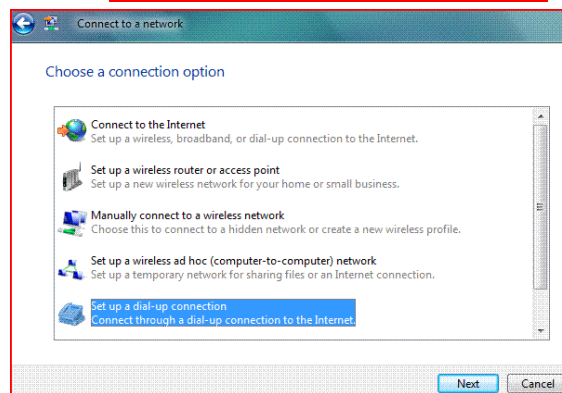 Connect to a network
Choose a connection option
Connect to the Internet
Set up a wireless, broadband, or dial-up connection to the Internet.
Set up a wireless router or access point
Set up a new wireless network for your home or small business.
Manually connect to a wireless network
Choose this to connect to a hidden network or create a new wireless profile.
Set up a wireless ad hoc (computer-to-computer) network
Set up a temporary network for sharing files or an Internet connection.
Set up a dial-up connection
Connect through a dial-up connection to the Internet.
Next Cancel